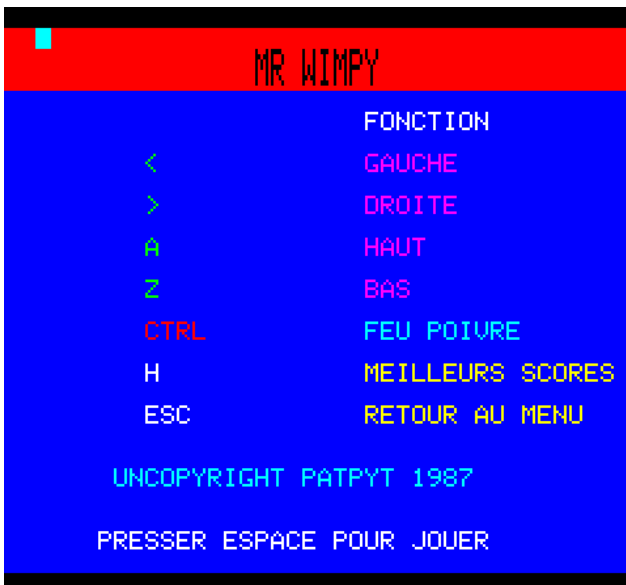 MR WIMPY
FONCTION
< GAUCHE
> DROITE
A HAUT
Z BAS
CTRL FEU POIVRE
H MEILLEURS SCORES
ESC RETOUR AU MENU
UNCOPYRIGHT PATPYT 1987
PRESSER ESPACE POUR JOUER